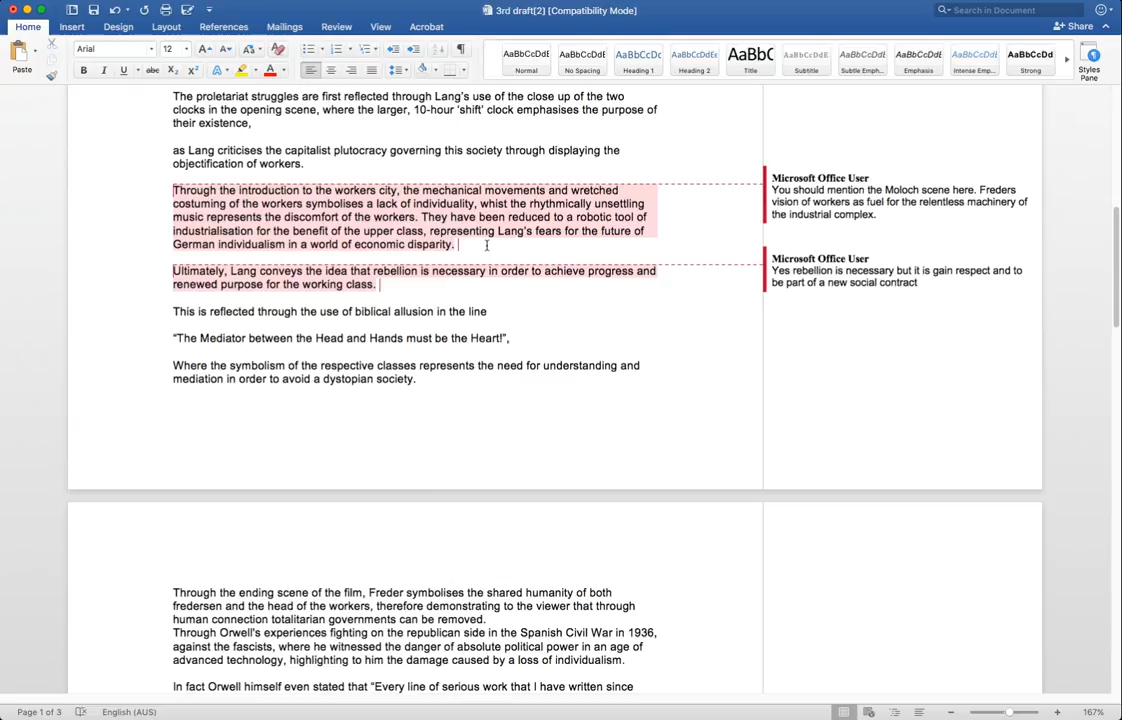 3rd draft[2] [Compatibility Mode]
Search in Document
Home Insert Design Layout References Mailings Review View Acrobat
Share
Paste
Arial 12
B I U abc X2 X2 A A
AaBbCcDdE AaBbCcDdE AaBbCcDc AaBbCcDdEe AaBbC AaBbCcDdE AaBbCcDdE AaBbCcDdE AaBbCcDdE AaBbCcDdE
Normal No Spacing Heading 1 Heading 2 Title Subtitle Subtle Emph... Emphasis Intense Emp... Strong
Styles
Pane
The proletariat struggles are first reflected through Lang's use of the close up of the two
clocks in the opening scene, where the larger, 10-hour 'shift' clock emphasises the purpose of
their existence,
as Lang criticises the capitalist plutocracy governing this society through displaying the
objectification of workers.
Through the introduction to the workers city, the mechanical movements and wretched
costuming of the workers symbolises a lack of individuality, whist the rhythmically unsettling
music represents the discomfort of the workers. They have been reduced to a robotic tool of
industrialisation for the benefit of the upper class, representing Lang's fears for the future of
German individualism in a world of economic disparity.
Microsoft Office User
You should mention the Moloch scene here. Freders
vision of workers as fuel for the relentless machinery of
the industrial complex.
Ultimately, Lang conveys the idea that rebellion is necessary in order to achieve progress and
renewed purpose for the working class.
Microsoft Office User
Yes rebellion is necessary but it is gain respect and to
be part of a new social contract
This is reflected through the use of biblical allusion in the line
“The Mediator between the Head and Hands must be the Heart!”,
Where the symbolism of the respective classes represents the need for understanding and
mediation in order to avoid a dystopian society.
Through the ending scene of the film, Freder symbolises the shared humanity of both
fredersen and the head of the workers, therefore demonstrating to the viewer that through
human connection totalitarian governments can be removed.
Through Orwell's experiences fighting on the republican side in the Spanish Civil War in 1936,
against the fascists, where he witnessed the danger of absolute political power in an age of
advanced technology, highlighting to him the damage caused by a loss of individualism.
In fact Orwell himself even stated that “Every line of serious work that I have written since
Page 1 of 3 English (AUS) 167%